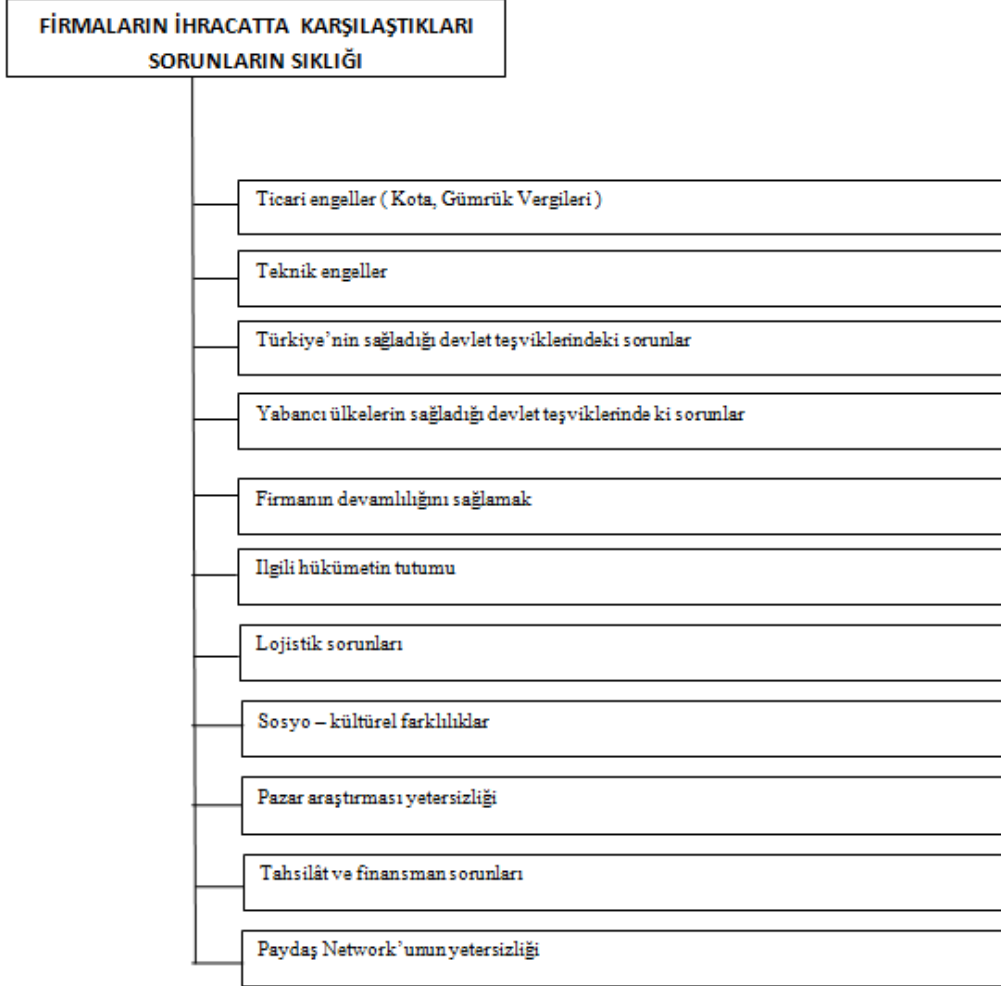 FİRMALARIN İHRACATTA KARŞILAŞTIKLARI
SORUNLARIN SIKLIĞI
Ticari engeller ( Kota, Gümrük Vergileri )
Teknik engeller
Türkiye’nin sağladığı devlet teşviklerindeki sorunlar
Yabancı ülkelerin sağladığı devlet teşviklerinde ki sorunlar
Firmanın devamlılığını sağlamak
Ilgili hükümetin tutumu
Lojistik sorunları
Sosyo – kültürel farklılıklar
Pazar araştırması yetersizliği
Tahsilât ve finansman sorunları
Paydaş Network’unun yetersizliği